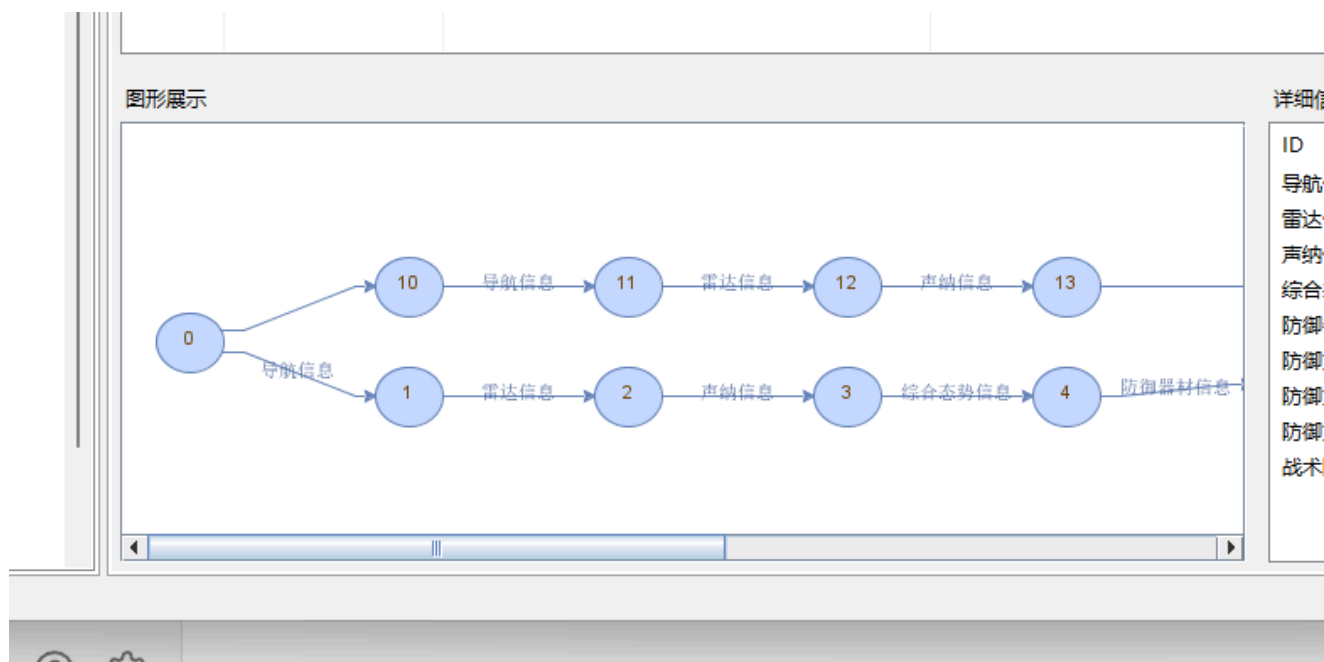 图形展示
详细
ID
导航
雷达
声纳
综合
防御
防御
防御
防御
战术
10
导航信息
11
雷达信息
12
声纳信息
13
0
导航信息
1
雷达信息
2
声纳信息
3
综合态势信息
4
防御器材信息